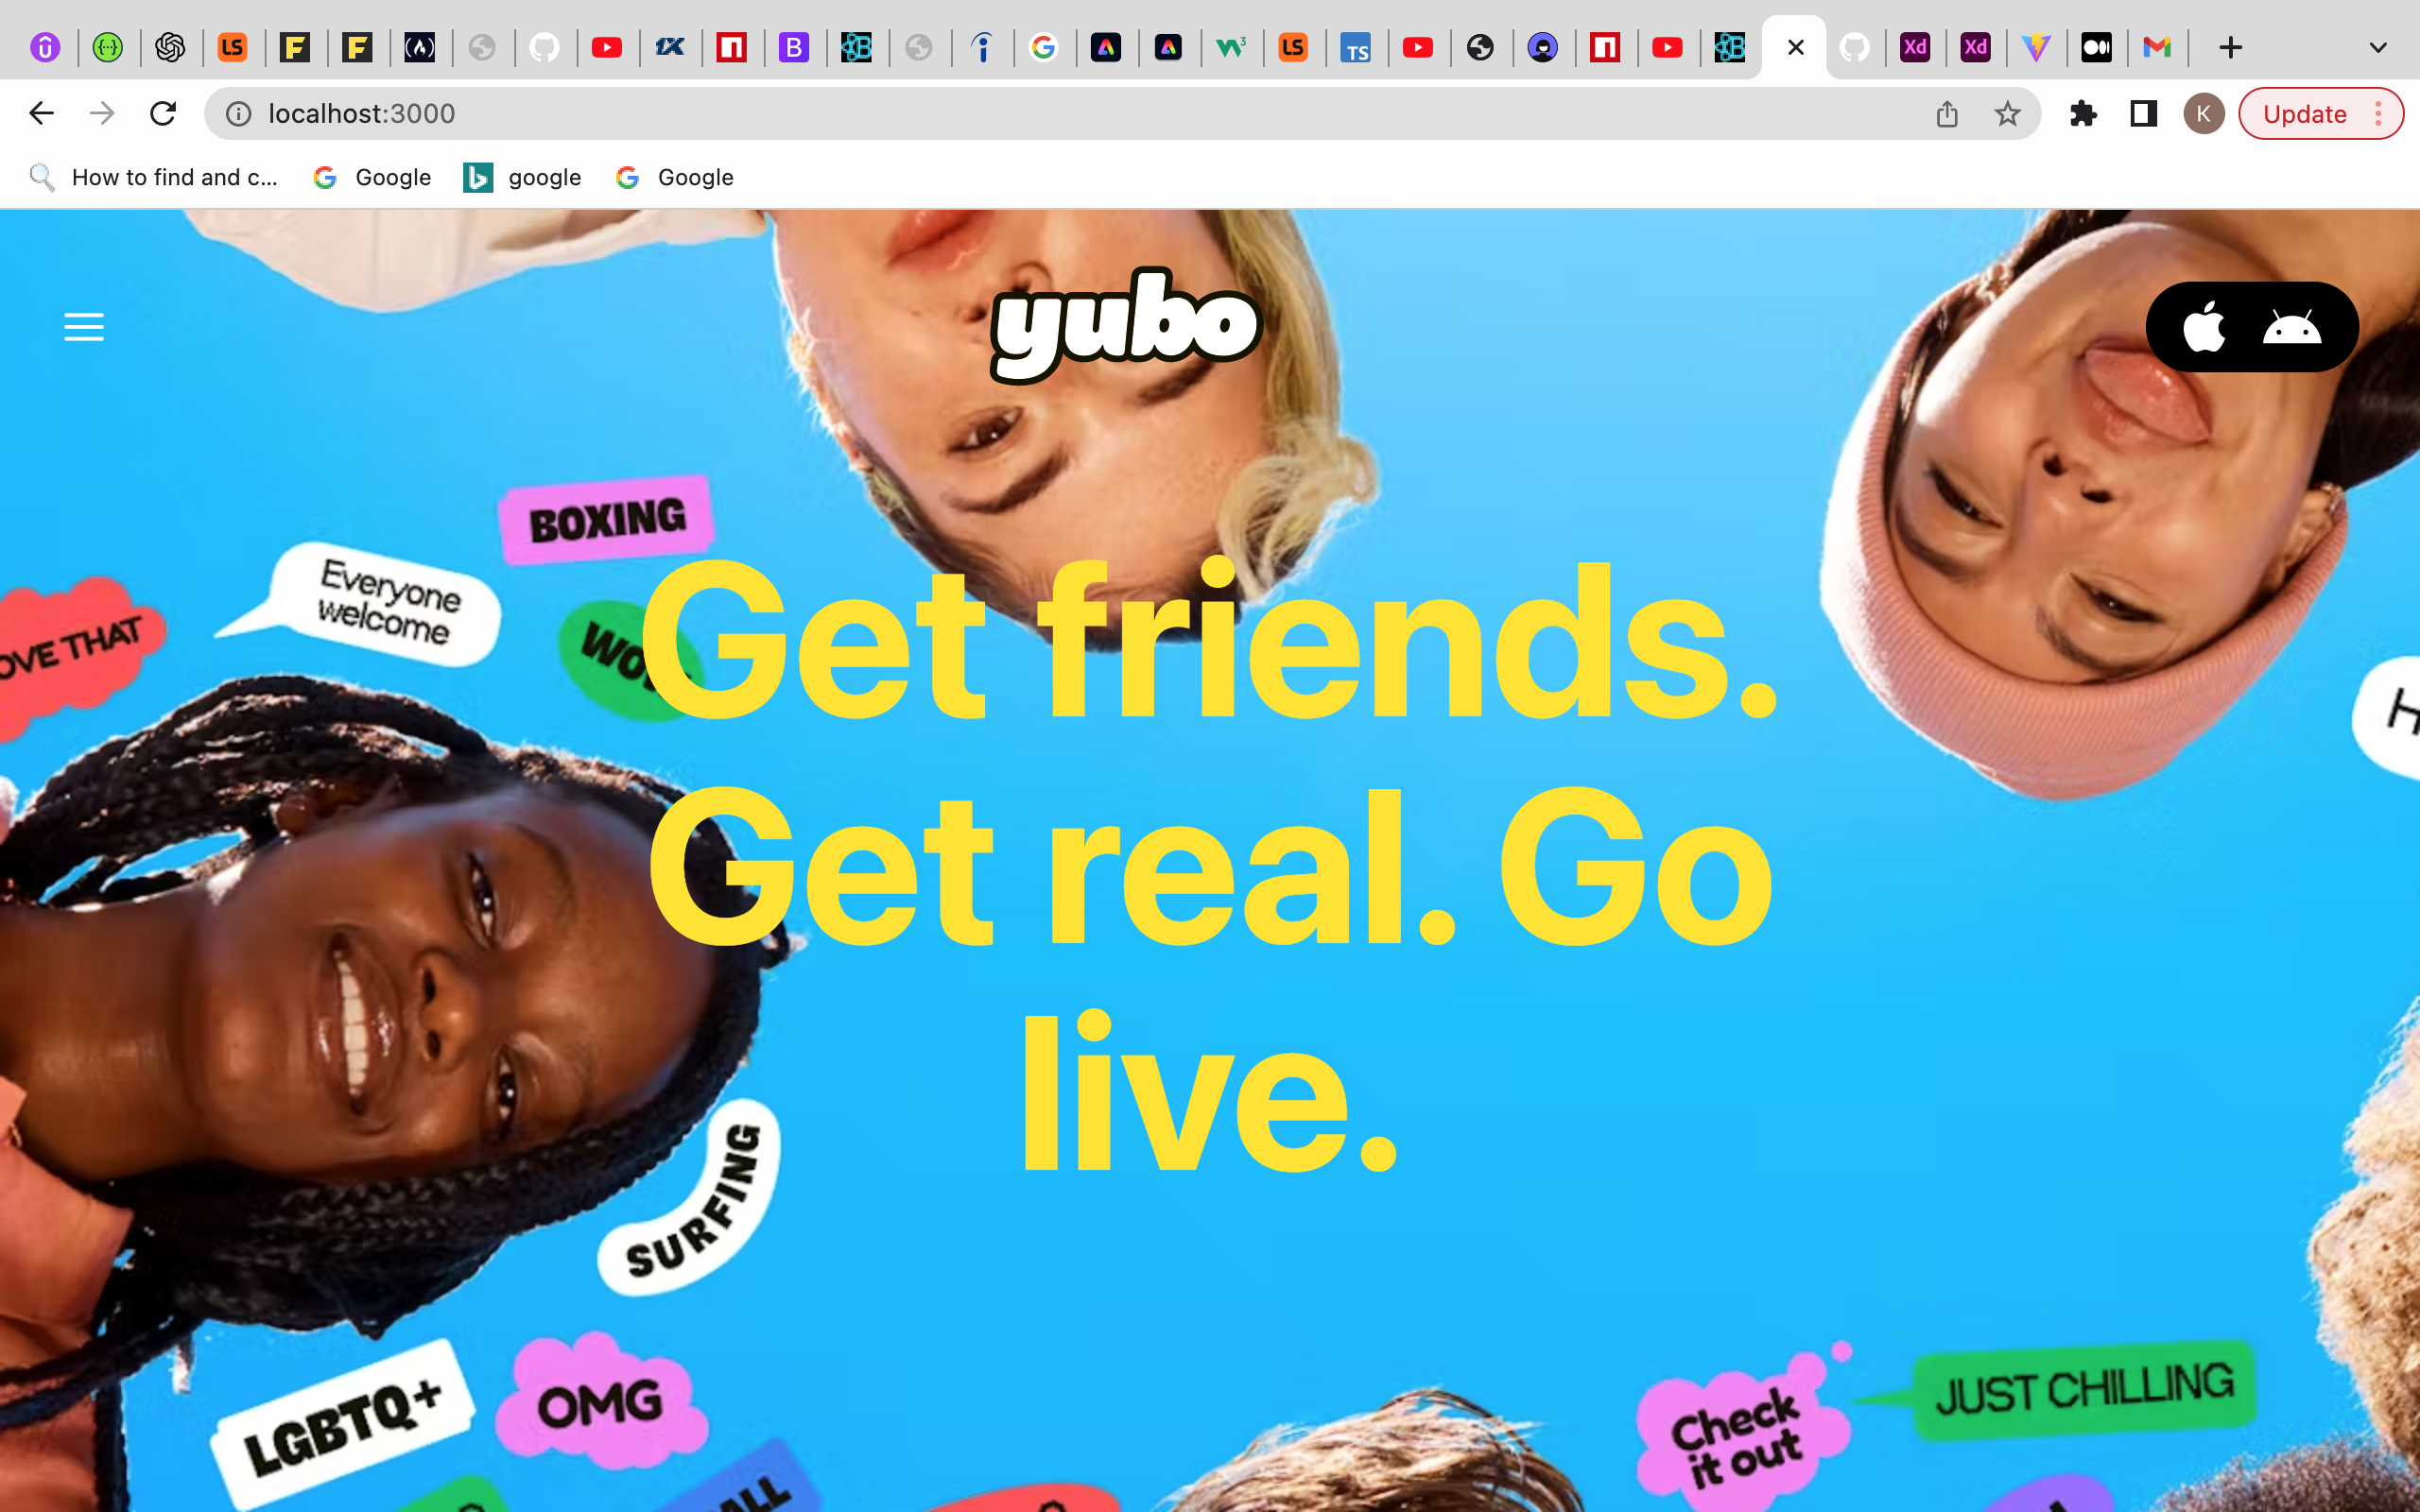 localhost:3000
Update
How to find and c...
Google
google
Google
K
yubo
BOXING
Everyone
welcome
OVE THAT
Get friends.
Get real. Go
live.
SURFING
LGBTQ+
OMG
Check
it out
JUST CHILLING